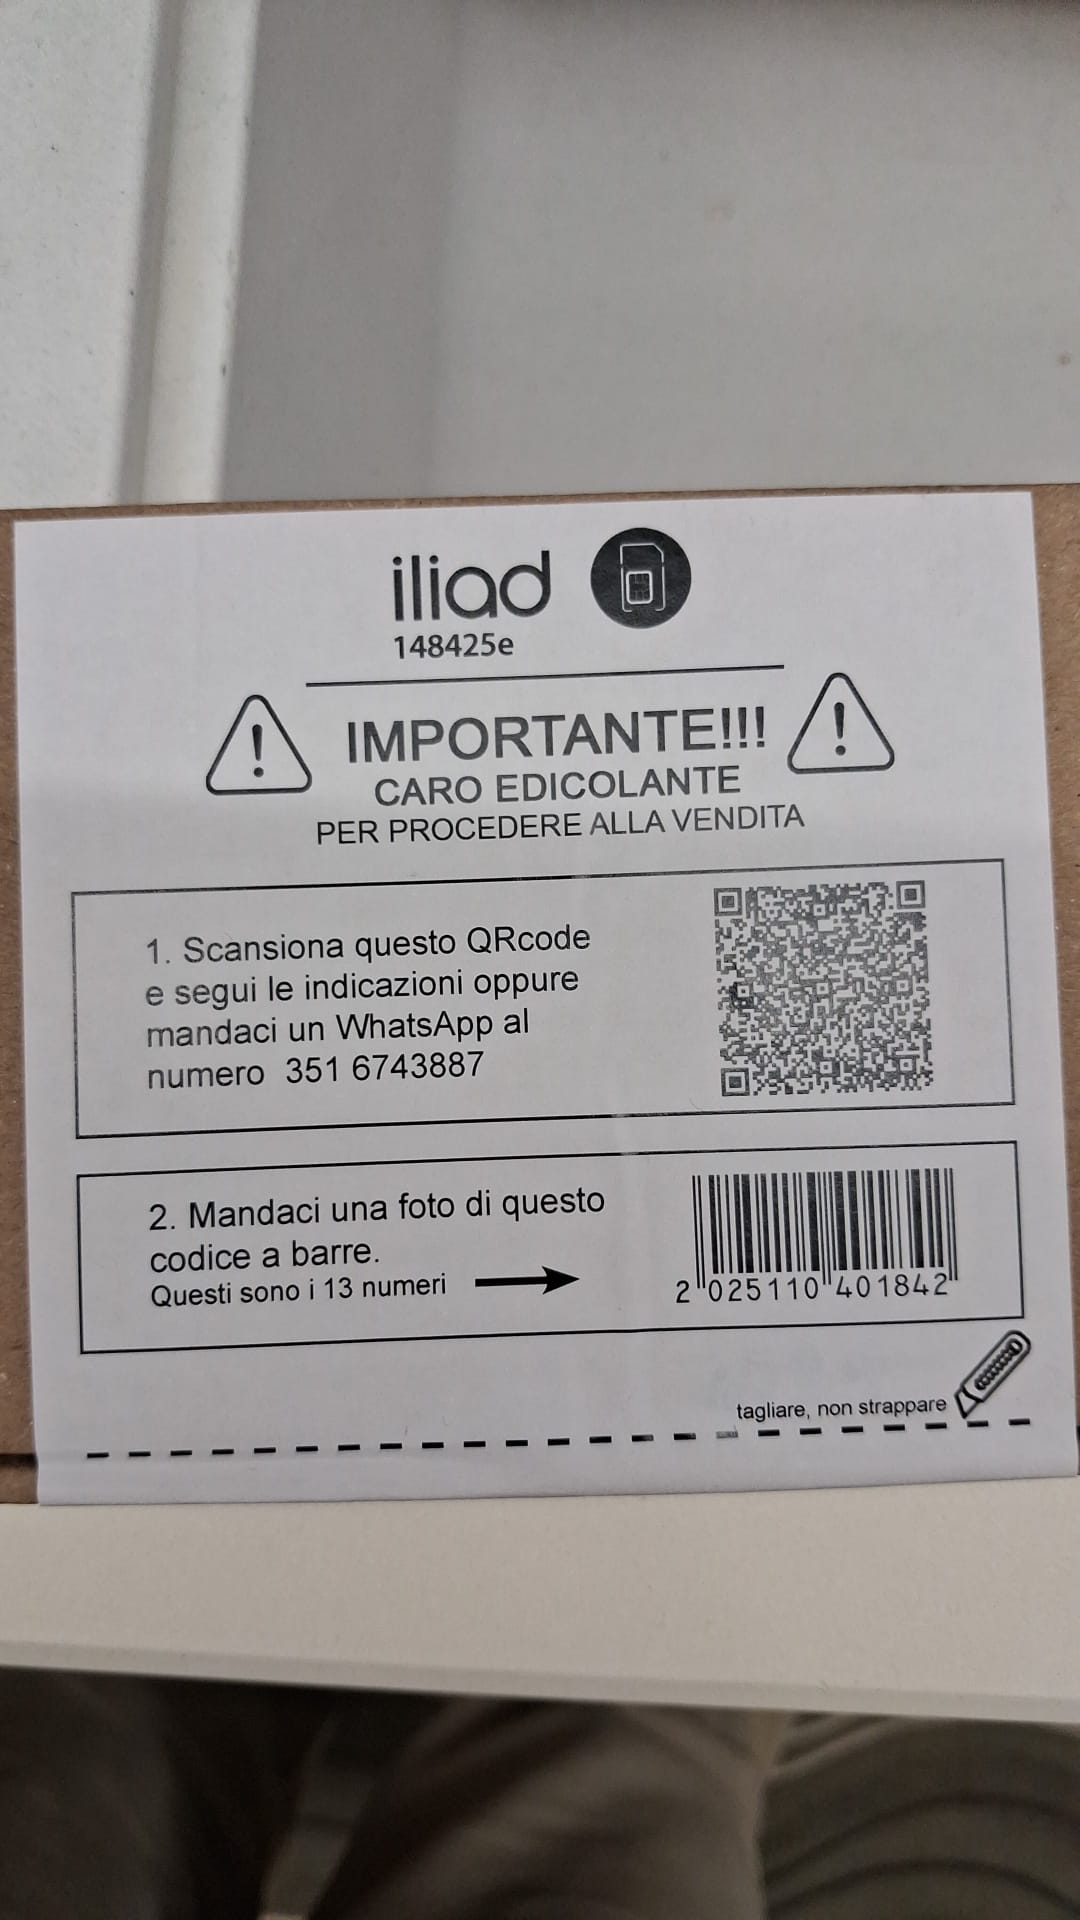 iliad
148425e
IMPORTANTE!!!
CARO EDICOLANTE
PER PROCEDERE ALLA VENDITA
1. Scansiona questo QRcode
e segui le indicazioni oppure
mandaci un WhatsApp al
numero 351 6743887
2. Mandaci una foto di questo
codice a barre.
Questi sono i 13 numeri
2 025110 401842
tagliare, non strappare